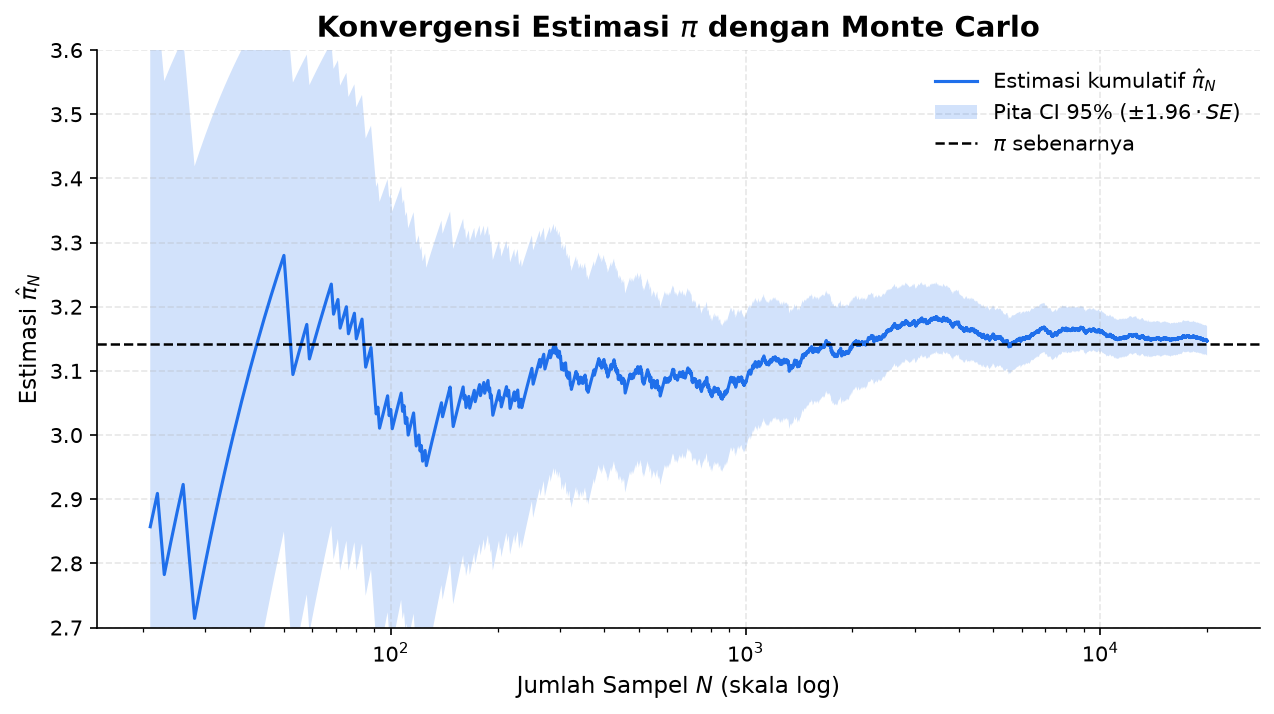 Konvergensi Estimasi π dengan Monte Carlo
Estimasi kumulatif π̂_N
Pita CI 95% (±1.96 · SE)
π sebenarnya
Estimasi π̂_N
3.6
3.5
3.4
3.3
3.2
3.1
3.0
2.9
2.8
2.7
10²
10³
10⁴
Jumlah Sampel N (skala log)